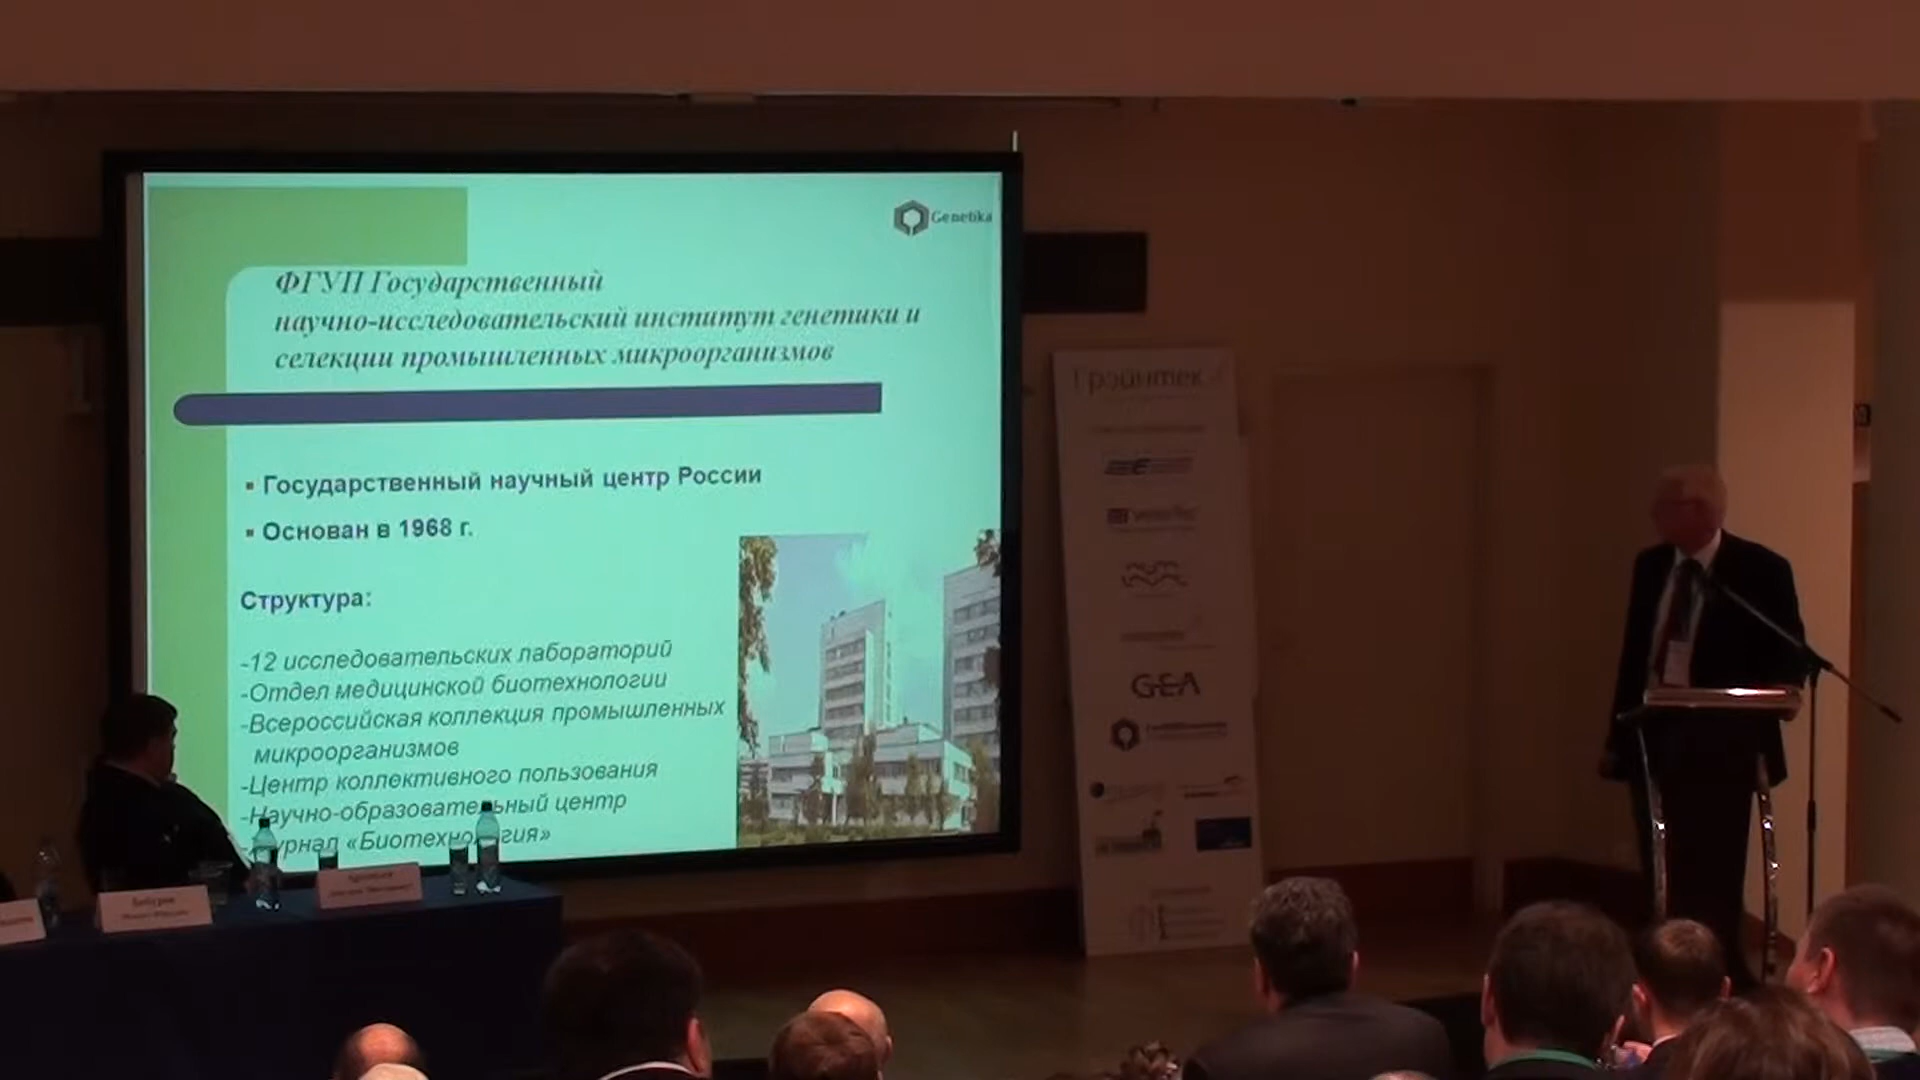 Genetika
ФГУП Государственный
научно-исследовательский институт генетики и
селекции промышленных микроорганизмов
Государственный научный центр России
Основан в 1968 г.
Структура:
-12 исследовательских лабораторий
-Отдел медицинской биотехнологии
-Всероссийская коллекция промышленных
микроорганизмов
-Центр коллективного пользования
-Научно-образовательный центр
«Биотехнология»
Грэйнтек
GEA